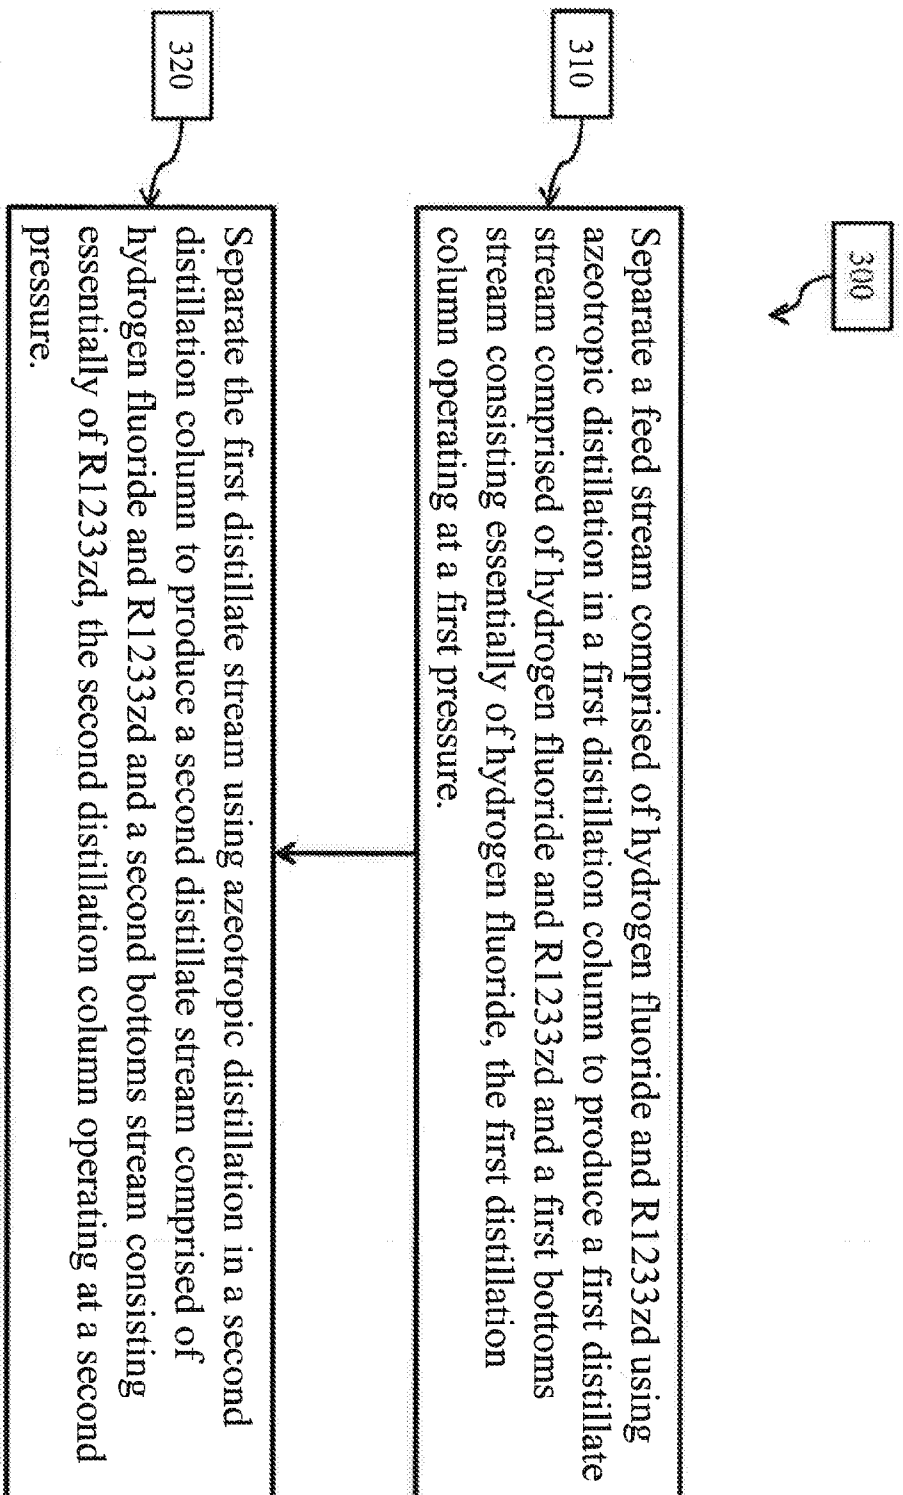 300
310
Separate a feed stream comprised of hydrogen fluoride and R1233zd using
azeotropic distillation in a first distillation column to produce a first distillate
stream comprised of hydrogen fluoride and R1233zd and a first bottoms
stream consisting essentially of hydrogen fluoride, the first distillation
column operating at a first pressure.
320
Separate the first distillate stream using azeotropic distillation in a second
distillation column to produce a second distillate stream comprised of
hydrogen fluoride and R1233zd and a second bottoms stream consisting
essentially of R1233zd, the second distillation column operating at a second
pressure.